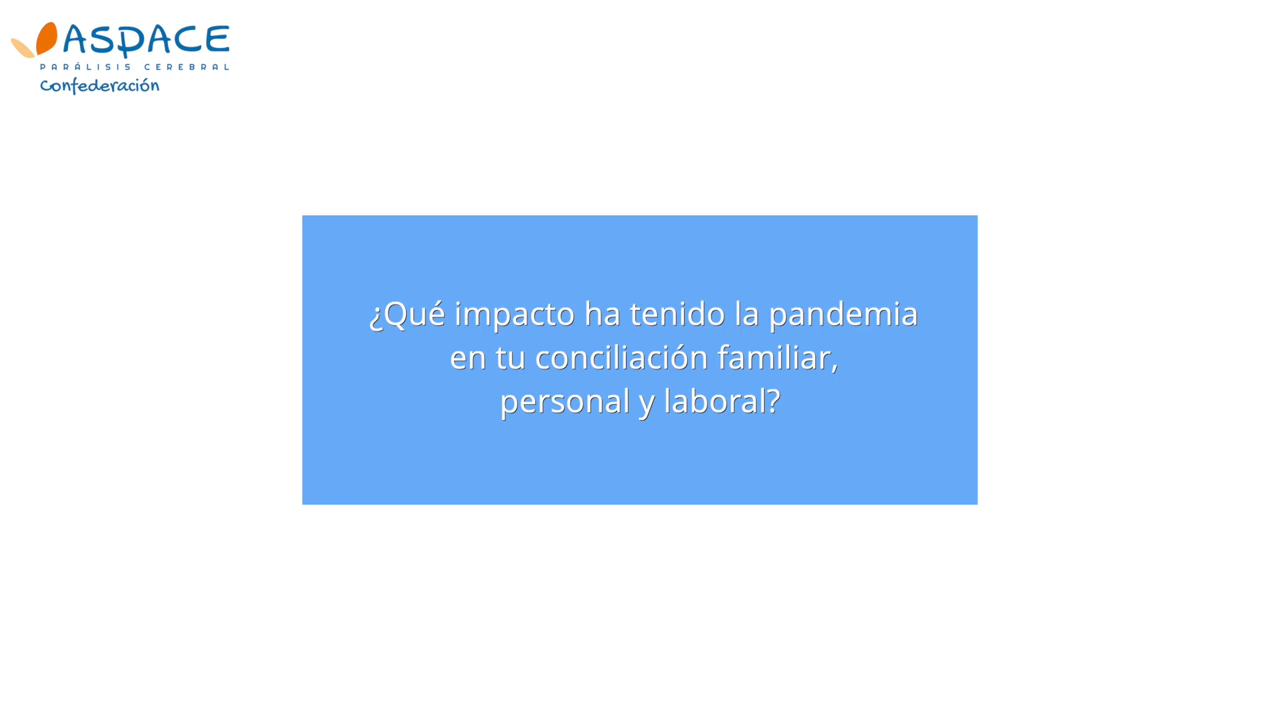 ASPACE
PARÁLISIS CEREBRAL
Confederación
¿Qué impacto ha tenido la pandemia
en tu conciliación familiar,
personal y laboral?